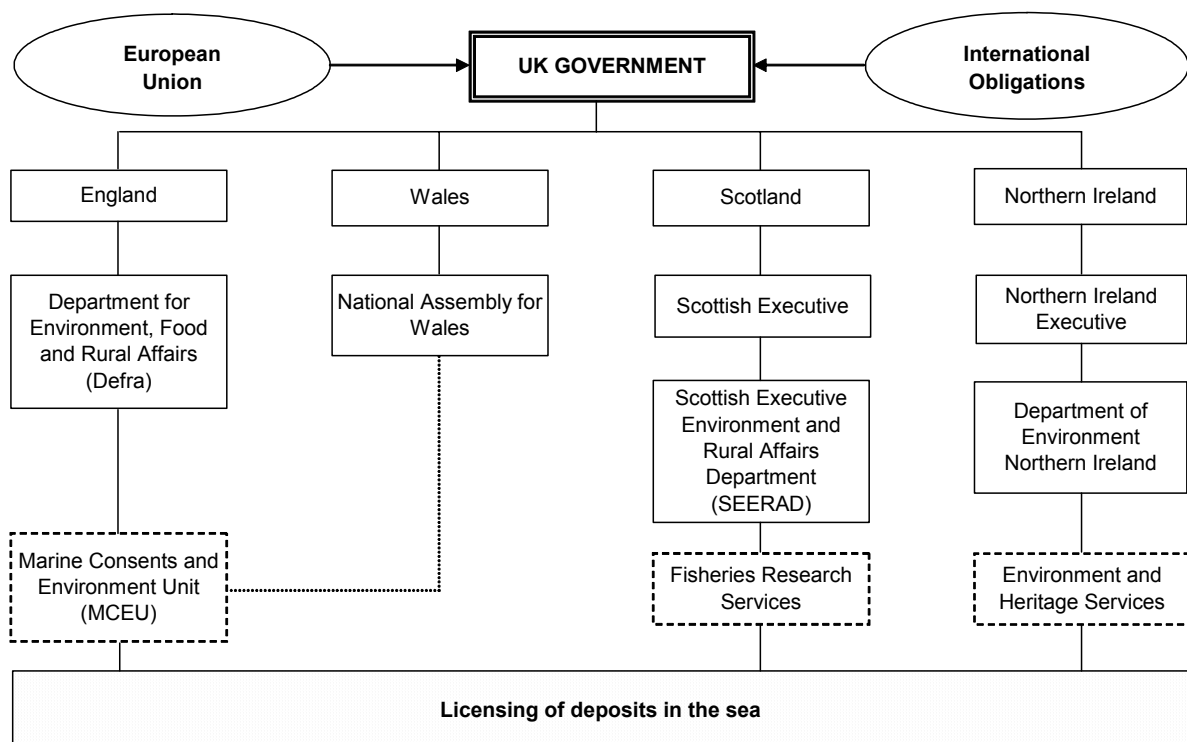 European
Union
UK GOVERNMENT
International
Obligations
England
Wales
Scotland
Northern Ireland
Department for
Environment, Food
and Rural Affairs
(Defra)
National Assembly for
Wales
Scottish Executive
Northern Ireland
Executive
Scottish Executive
Environment and
Rural Affairs
Department
(SEERAD)
Department of
Environment
Northern Ireland
Marine Consents and
Environment Unit
(MCEU)
Fisheries Research
Services
Environment and
Heritage Services
Licensing of deposits in the sea